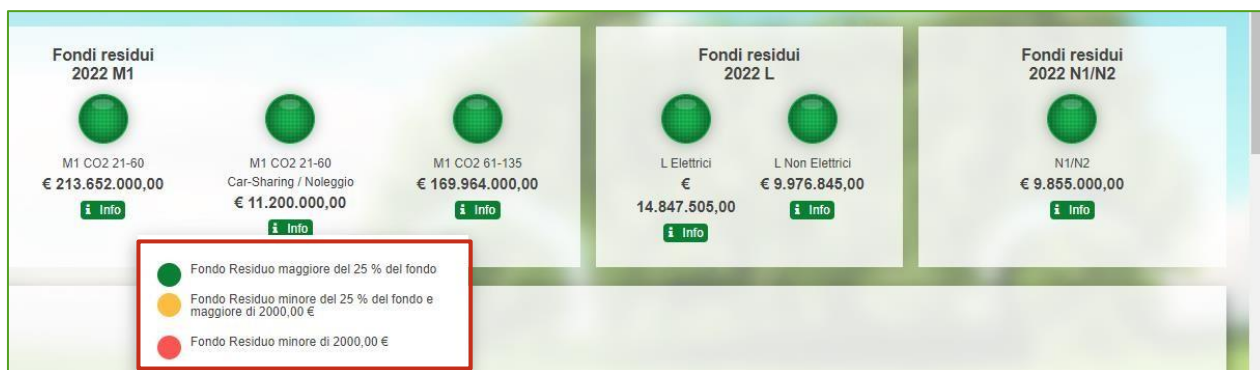 Fondi residui
2022 M1
M1 CO2 21-60
€ 213.652.000,00
i Info
M1 CO2 21-60
Car-Sharing / Noleggio
€ 11.200.000,00
i Info
M1 CO2 61-135
€ 169.964.000,00
i Info
Fondi residui
2022 L
L Elettrici
€
14.847.505,00
i Info
L Non Elettrici
€ 9.976.845,00
i Info
Fondi residui
2022 N1/N2
N1/N2
€ 9.855.000,00
i Info
Fondo Residuo maggiore del 25 % del fondo
Fondo Residuo minore del 25 % del fondo e
maggiore di 2000,00 €
Fondo Residuo minore di 2000,00 €